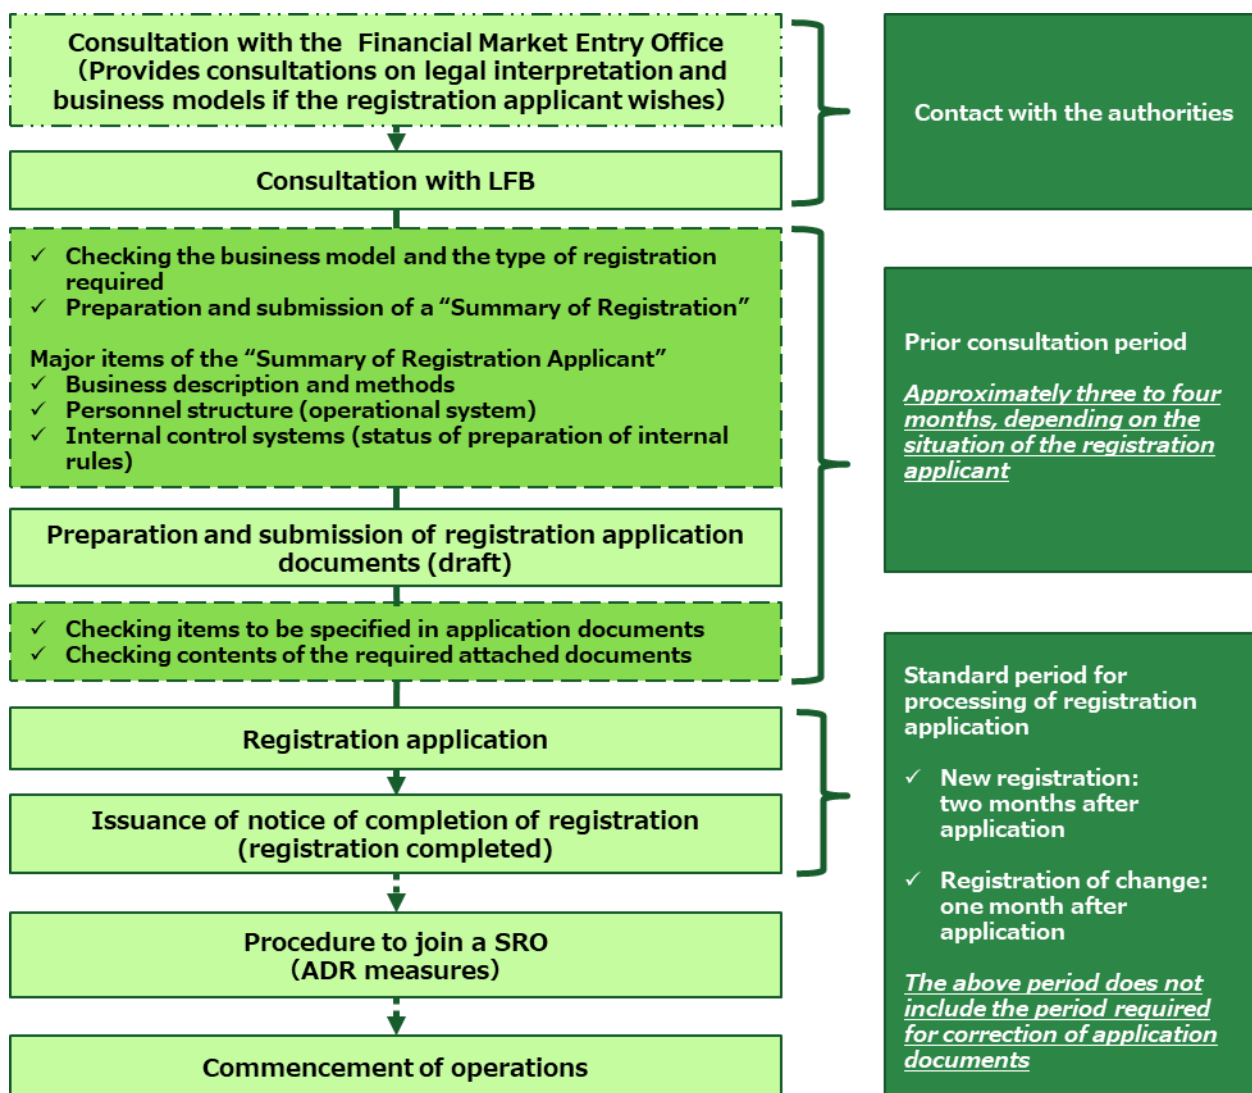 Consultation with the Financial Market Entry Office
（Provides consultations on legal interpretation and
business models if the registration applicant wishes）
Consultation with LFB
Contact with the authorities
✓ Checking the business model and the type of registration
required
✓ Preparation and submission of a “Summary of Registration”
Major items of the “Summary of Registration Applicant”
✓ Business description and methods
✓ Personnel structure (operational system)
✓ Internal control systems (status of preparation of internal
rules)
Preparation and submission of registration application
documents (draft)
✓ Checking items to be specified in application documents
✓ Checking contents of the required attached documents
Prior consultation period
Approximately three to four
months, depending on the
situation of the registration
applicant
Registration application
Issuance of notice of completion of registration
(registration completed)
Standard period for
processing of registration
application
✓ New registration:
two months after
application
✓ Registration of change:
one month after
application
The above period does not
include the period required
for correction of application
documents
Procedure to join a SRO
（ADR measures）
Commencement of operations